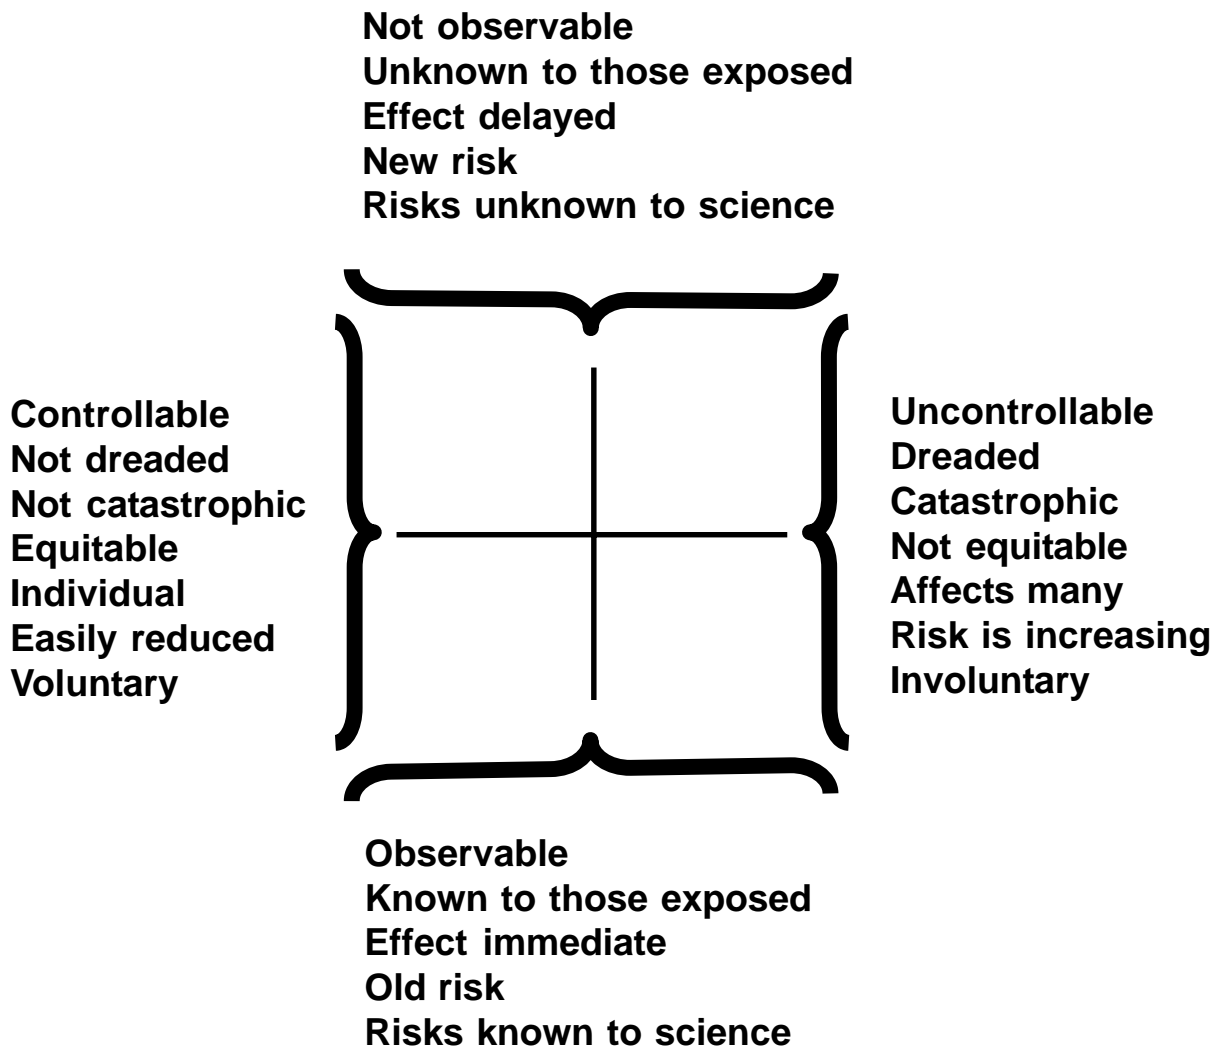 Not observable
Unknown to those exposed
Effect delayed
New risk
Risks unknown to science
Controllable
Not dreaded
Not catastrophic
Equitable
Individual
Easily reduced
Voluntary
Uncontrollable
Dreaded
Catastrophic
Not equitable
Affects many
Risk is increasing
Involuntary
Observable
Known to those exposed
Effect immediate
Old risk
Risks known to science